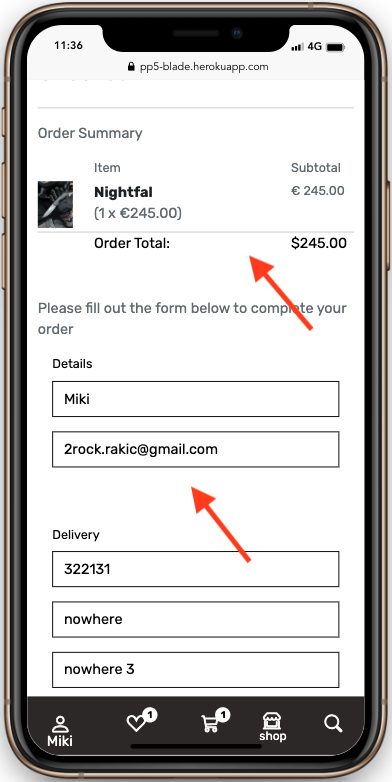 11:36
4G
pp5-blade.herokuapp.com
Order Summary
Item Subtotal
Nightfal € 245.00
(1 x €245.00)
Order Total: $245.00
Please fill out the form below to complete your
order
Details
Miki
2rock.rakic@gmail.com
Delivery
322131
nowhere
nowhere 3
1 1
Miki shop